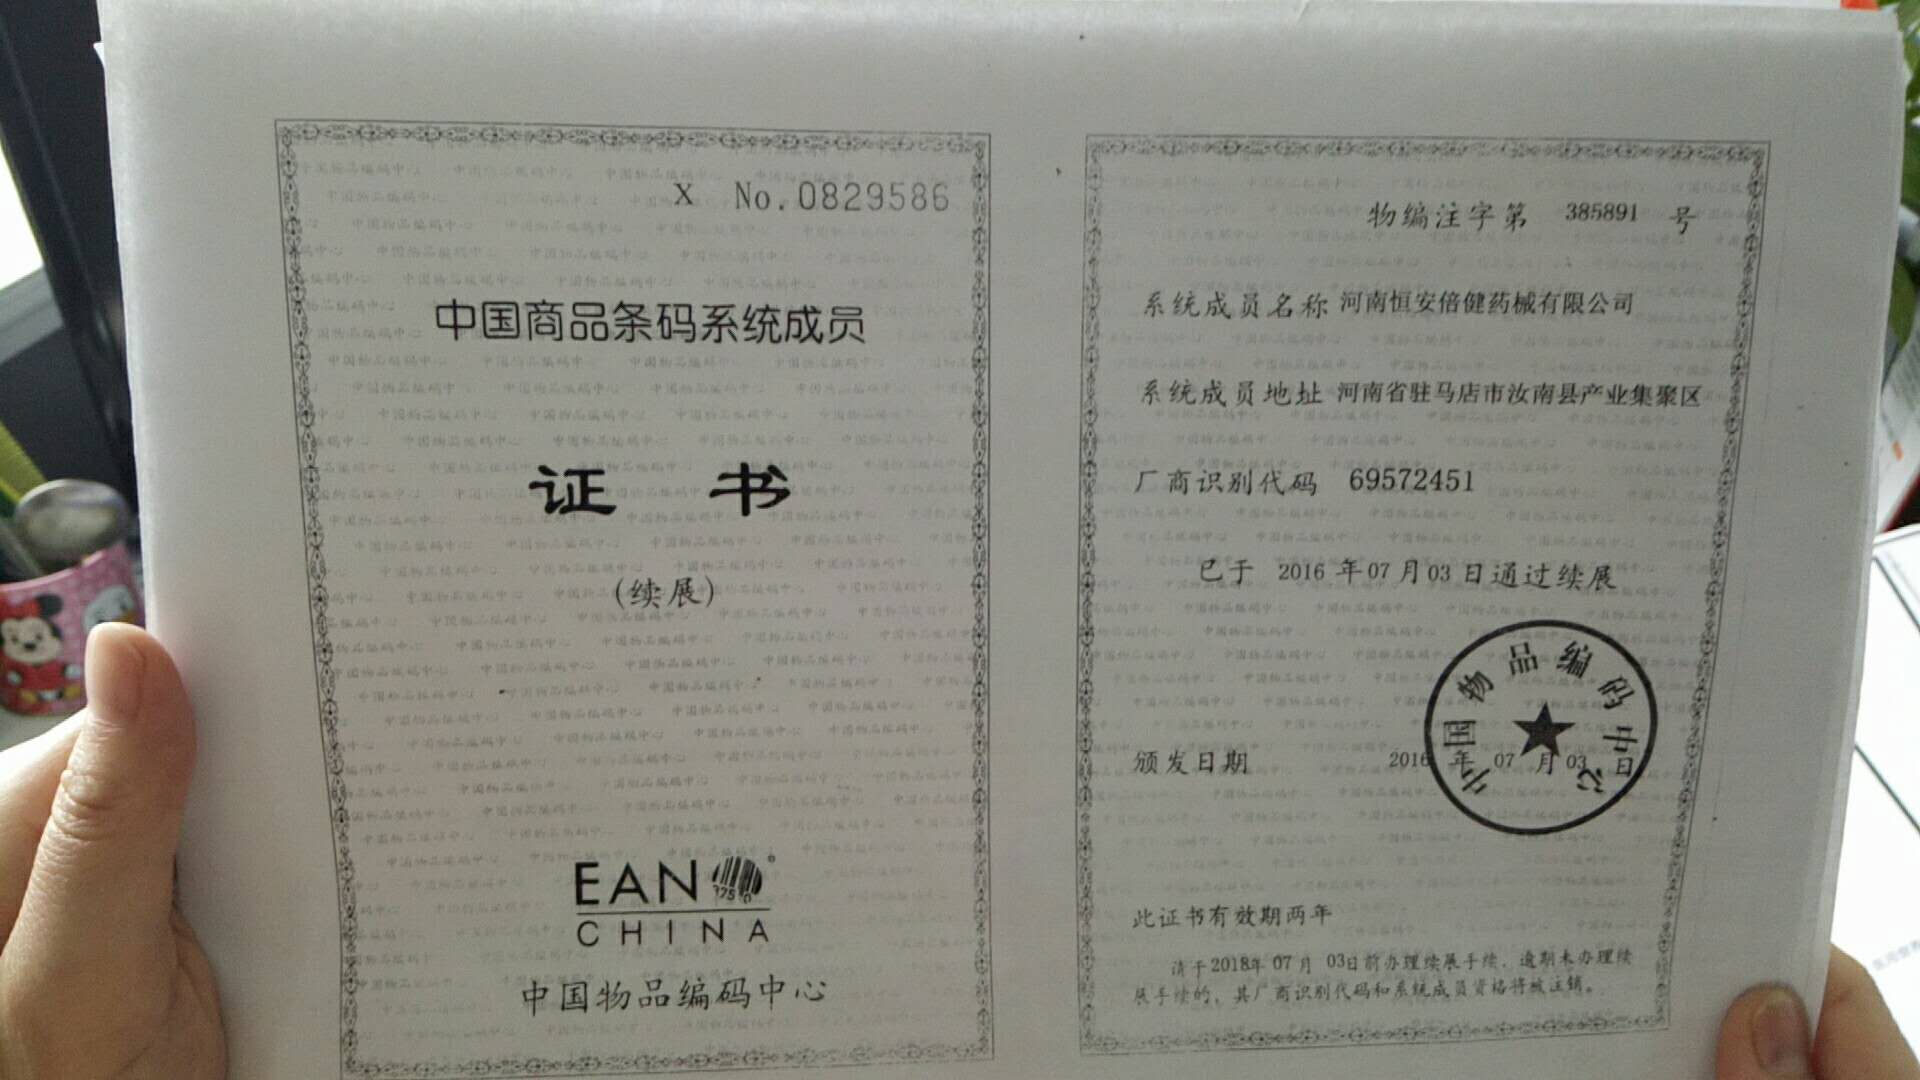 X No.0829586
中国商品条码系统成员
证 书
(续展)
EAN
CHINA
中国物品编码中心
物编注字第 385891 号
系统成员名称 河南恒安倍健药械有限公司
系统成员地址 河南省驻马店市汝南县产业集聚区
厂商识别代码 69572451
已于 2016 年 07 月 03 日通过续展
中国物品编码中心
颁发日期 2016 年 07 月 03 日
此证书有效期两年
请于2018年 07 月 03日前办理续展手续，逾期未办理续
展手续的，其厂商识别代码和系统成员资格将被注销。